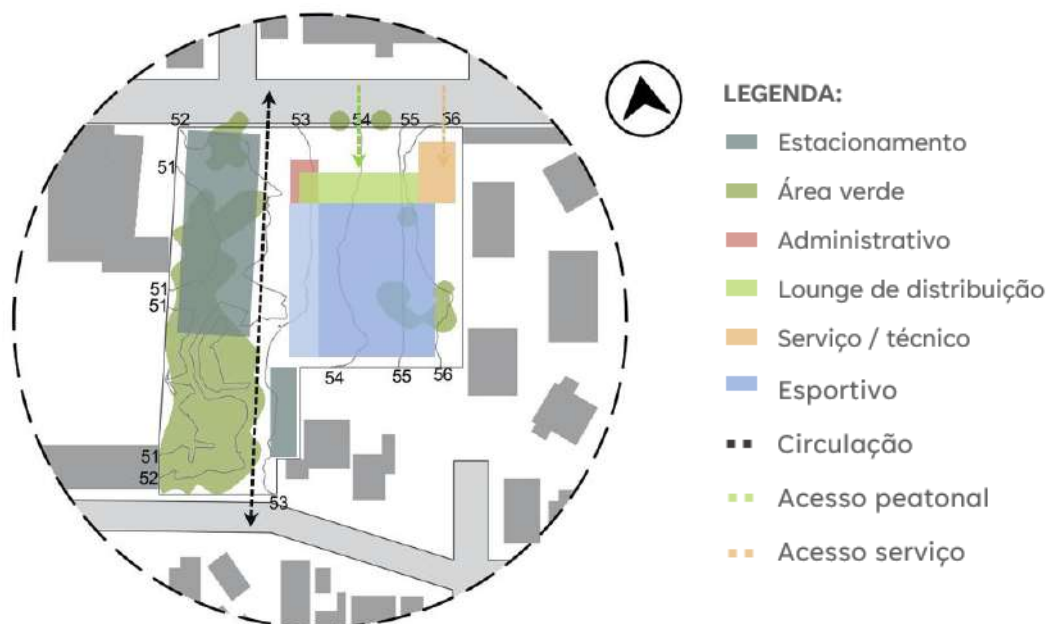 52
53
54
55
56
51
51
51
54
55
56
51
52
53
LEGENDA:
Estacionamento
Área verde
Administrativo
Lounge de distribuição
Serviço / técnico
Esportivo
Circulação
Acesso peatonal
Acesso serviço